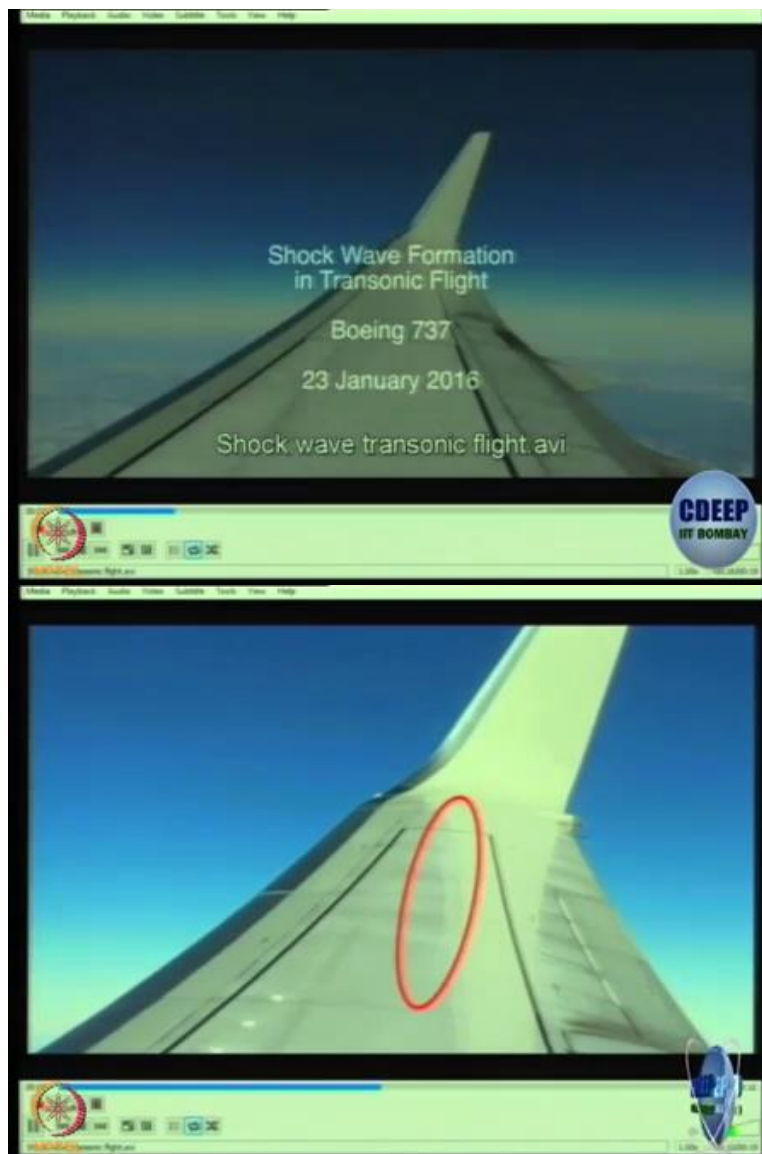 Media Playback Audio Video Subtitle Tools View Help
Shock Wave Formation
in Transonic Flight
Boeing 737
23 January 2016
Shock wave transonic flight.avi
CDEEP
IIT BOMBAY
Media Playback Audio Video Subtitle Tools View Help